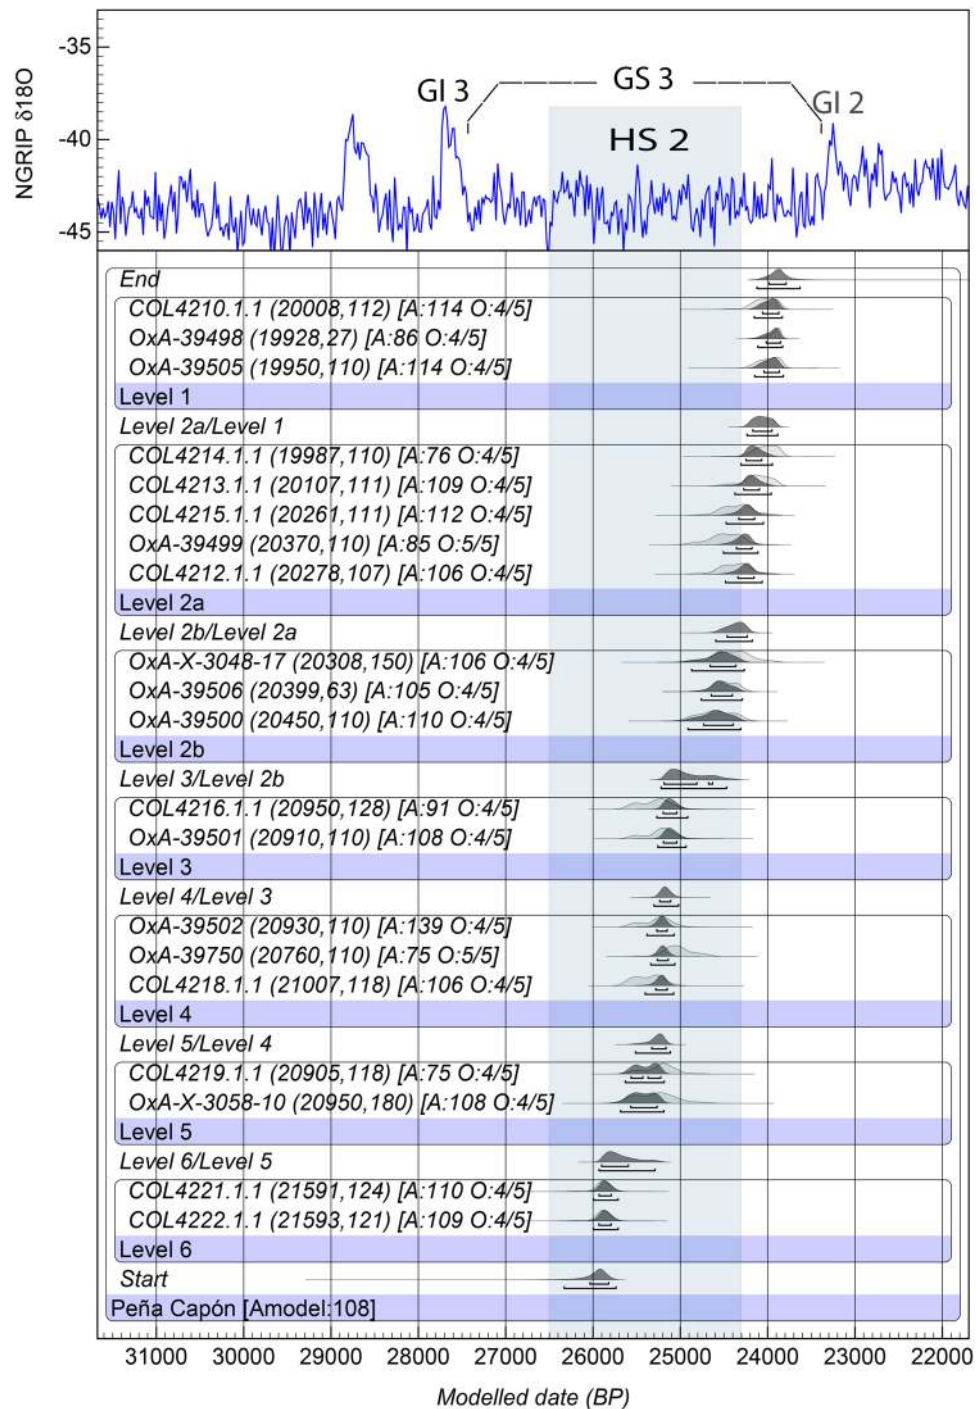 -35
GI 3
GS 3
GI 2
-40
HS 2
-45
NGRIP δ18O
End
COL4210.1.1 (20008,112) [A:114 O:4/5]
OxA-39498 (19928,27) [A:86 O:4/5]
OxA-39505 (19950,110) [A:114 O:4/5]
Level 1
Level 2a/Level 1
COL4214.1.1 (19987,110) [A:76 O:4/5]
COL4213.1.1 (20107,111) [A:109 O:4/5]
COL4215.1.1 (20261,111) [A:112 O:4/5]
OxA-39499 (20370,110) [A:85 O:5/5]
COL4212.1.1 (20278,107) [A:106 O:4/5]
Level 2a
Level 2b/Level 2a
OxA-X-3048-17 (20308,150) [A:106 O:4/5]
OxA-39506 (20399,63) [A:105 O:4/5]
OxA-39500 (20450,110) [A:110 O:4/5]
Level 2b
Level 3/Level 2b
COL4216.1.1 (20950,128) [A:91 O:4/5]
OxA-39501 (20910,110) [A:108 O:4/5]
Level 3
Level 4/Level 3
OxA-39502 (20930,110) [A:139 O:4/5]
OxA-39750 (20760,110) [A:75 O:5/5]
COL4218.1.1 (21007,118) [A:106 O:4/5]
Level 4
Level 5/Level 4
COL4219.1.1 (20905,118) [A:75 O:4/5]
OxA-X-3058-10 (20950,180) [A:108 O:4/5]
Level 5
Level 6/Level 5
COL4221.1.1 (21591,124) [A:110 O:4/5]
COL4222.1.1 (21593,121) [A:109 O:4/5]
Level 6
Start
Peña Capón [Amodel:108]
31000 30000 29000 28000 27000 26000 25000 24000 23000 22000
Modelled date (BP)